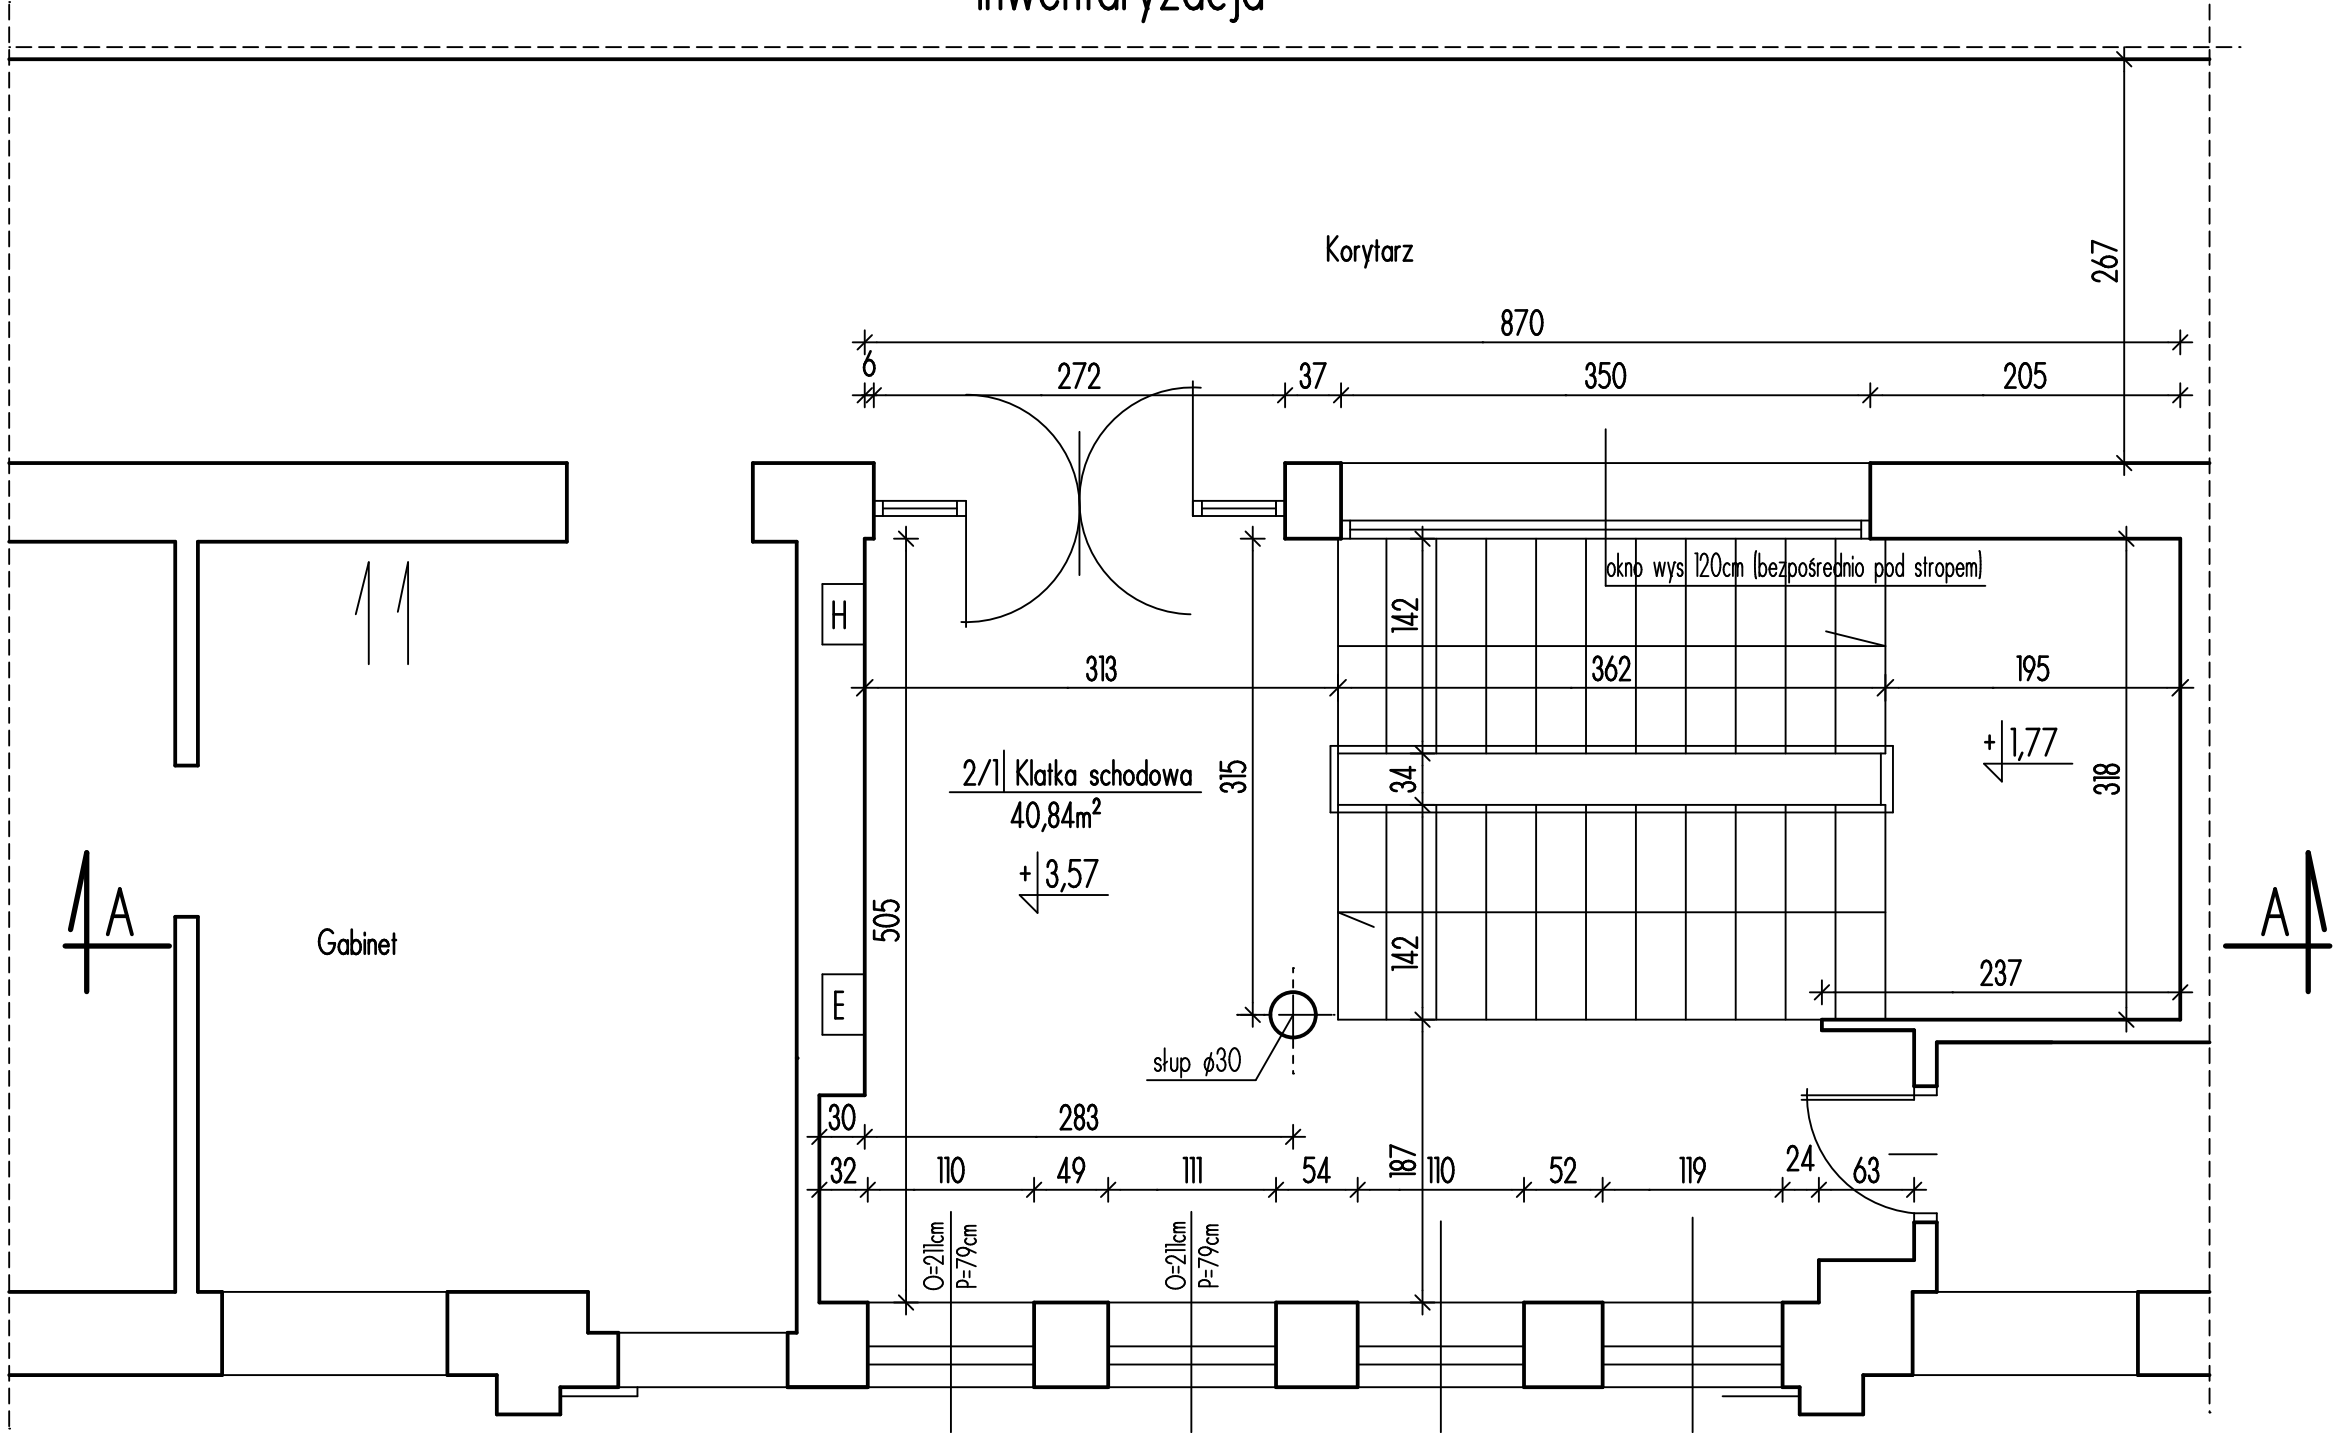 Inwentaryzacja
Korytarz
267
870
6
272
37
350
205
okno wys 120cm (bezpośrednio pod stropem)
H
142
313
362
195
+ 1,77
2/1 Klatka schodowa
40,84m²
315
34
318
+ 3,57
505
A
A
Gabinet
142
237
E
słup ø30
30
283
32
110
49
111
54
187
110
52
119
24
63
O=211cm
P=79cm
O=211cm
P=79cm